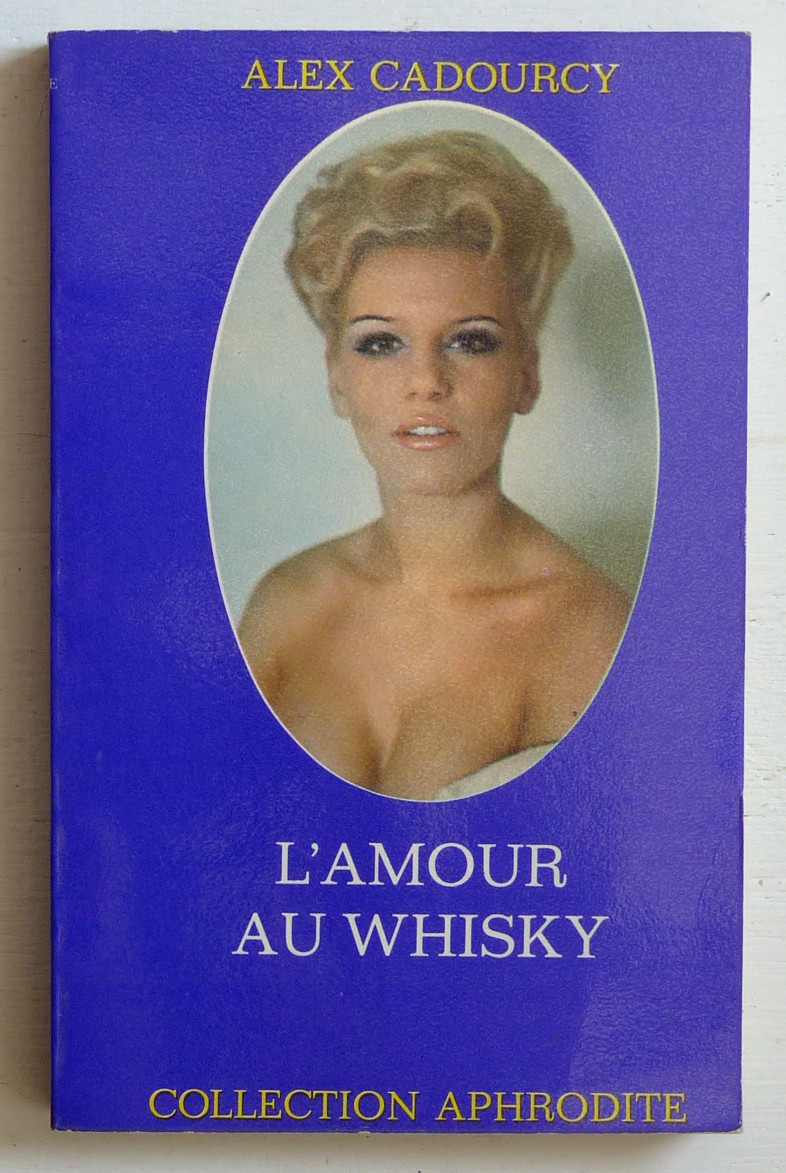 ALEX CADOURCY
L'AMOUR
AU WHISKY
COLLECTION APHRODITE